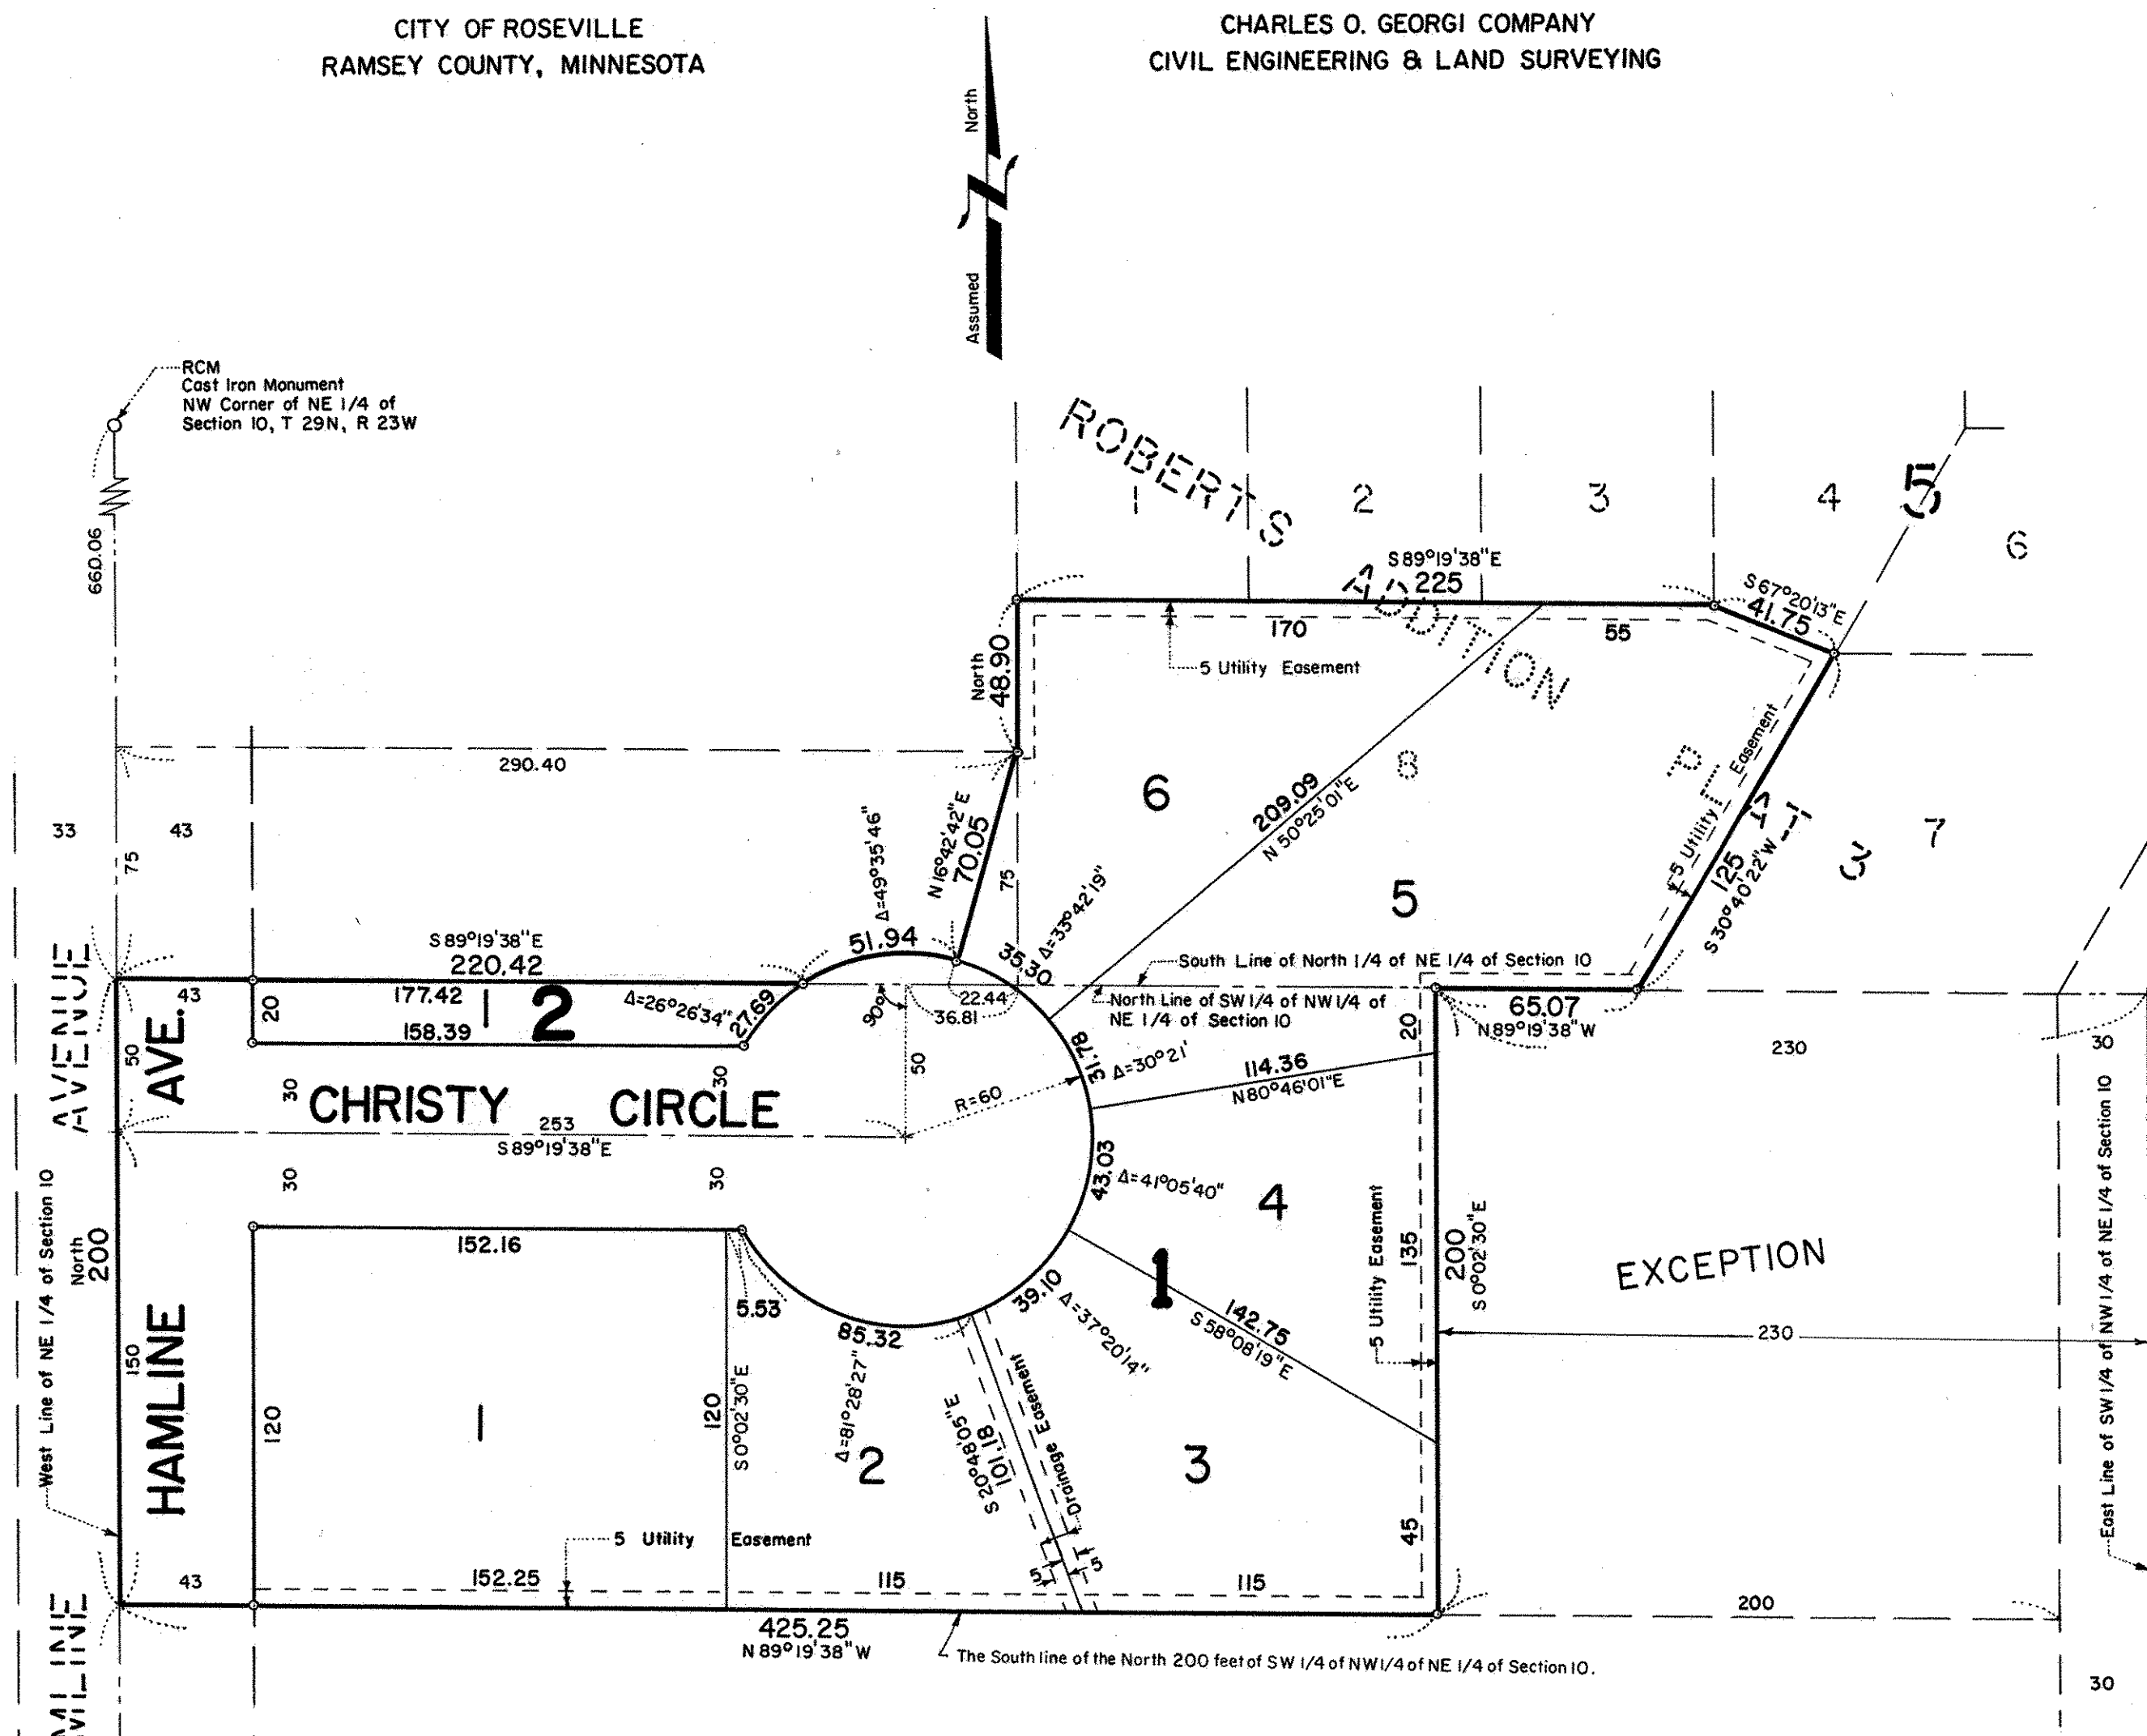 CITY OF ROSEVILLE
RAMSEY COUNTY, MINNESOTA
CHARLES O. GEORGI COMPANY
CIVIL ENGINEERING & LAND SURVEYING
North
Assumed
RCM
Cast Iron Monument
NW Corner of NE 1/4 of
Section 10, T 29N, R 23W
660.06
ROBERTS
ADDITION
PLAT 3
1
2
3
4
5
6
7
8
S 89°19'38"E
225
S 67°20'13"E
41.75
170
55
5 Utility Easement
North
48.90
290.40
33
43
75
N 16°42'42"E
70.05
75
Δ=49°35'46"
Δ=33°42'19"
209.09
N 50°25'01"E
6
5
5 Utility Easement
125
S 30°40'22"W
S 89°19'38"E
220.42
51.94
35.30
South Line of North 1/4 of NE 1/4 of Section 10
43
177.42
1
2
Δ=26°26'34"
27.69
90°
22.44
36.81
North Line of SW 1/4 of NW 1/4 of
NE 1/4 of Section 10
20
65.07
N 89°19'38"W
20
158.39
50
AVENUE
AVENUE
AVE.
30
30
50
31.78
Δ=30°21'
114.36
N 80°46'01"E
230
30
CHRISTY CIRCLE
R=60
253
S 89°19'38"E
30
30
43.03
Δ=41°05'40"
4
West Line of NE 1/4 of Section 10
North
200
152.16
5.53
85.32
39.10
Δ=37°20'14"
1
142.75
S 58°08'19"E
5 Utility Easement
135
200
S 0°02'30"E
EXCEPTION
230
East Line of SW 1/4 of NW 1/4 of NE 1/4 of Section 10
150
HAMLINE
120
1
120
S 0°02'30"E
Δ=81°28'27"
2
S 20°48'05"E
101.18
Drainage Easement
3
45
5 Utility Easement
43
152.25
115
5
5
115
200
425.25
N 89°19'38"W
The South line of the North 200 feet of SW 1/4 of NW 1/4 of NE 1/4 of Section 10.
30